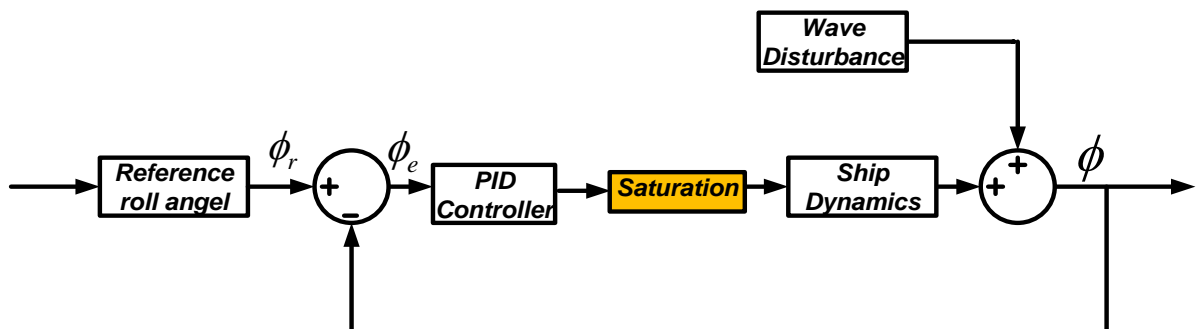 Wave
Disturbance
Reference
roll angel
ϕr
+
−
ϕe
PID
Controller
Saturation
Ship
Dynamics
+
+
ϕ